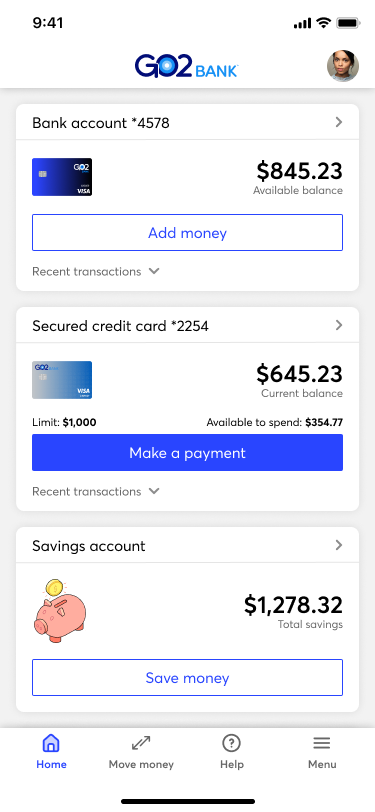 9:41
GO2 BANK
Bank account *4578
GO2
VISA
$845.23
Available balance
Add money
Recent transactions
Secured credit card *2254
GO2
VISA
$645.23
Current balance
Limit: $1,000
Available to spend: $354.77
Make a payment
Recent transactions
Savings account
$1,278.32
Total savings
Save money
Home
Move money
Help
Menu